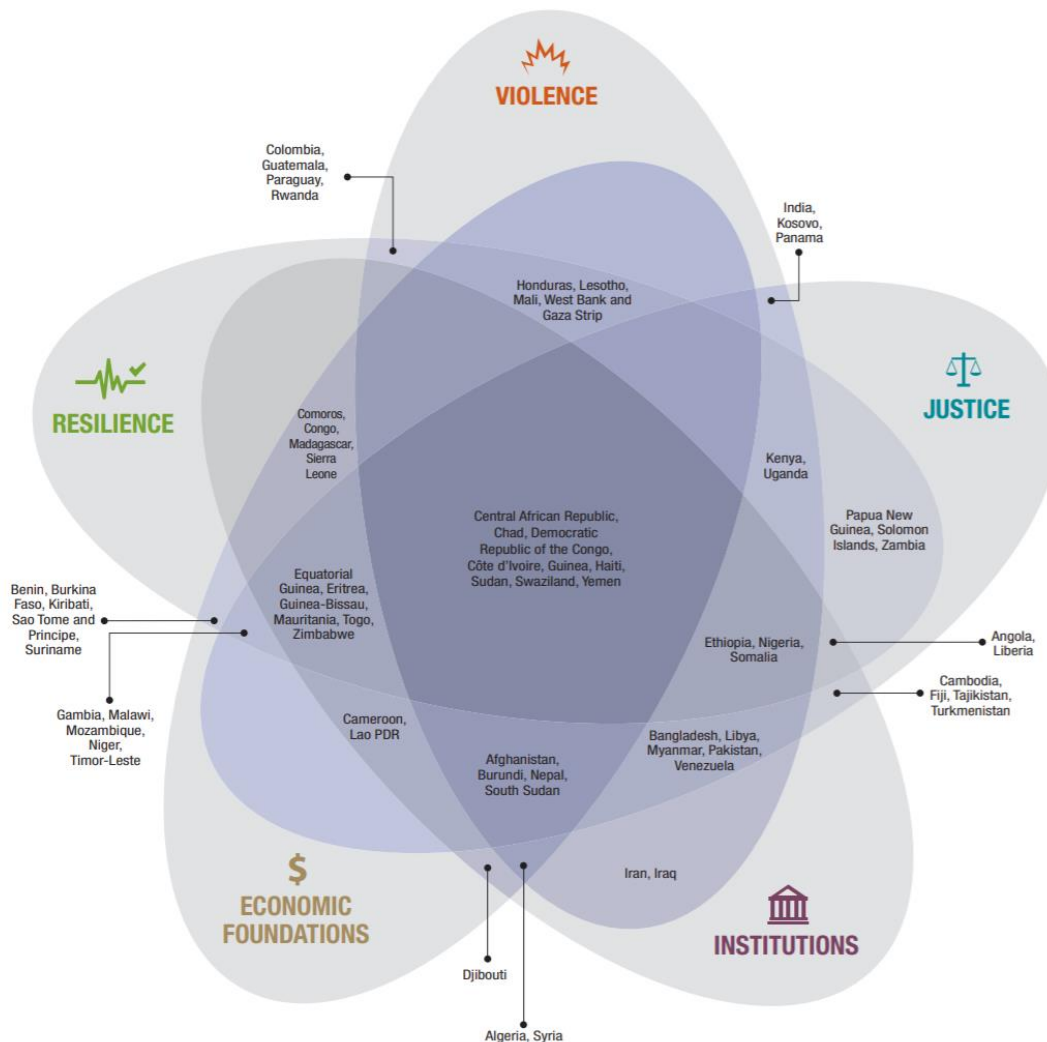 VIOLENCE
Colombia,
Guatemala,
Paraguay,
Rwanda
India,
Kosovo,
Panama
Honduras, Lesotho,
Mali, West Bank and
Gaza Strip
RESILIENCE
JUSTICE
Comoros,
Congo,
Madagascar,
Sierra
Leone
Kenya,
Uganda
Central African Republic,
Chad, Democratic
Republic of the Congo,
Côte d'Ivoire, Guinea, Haiti,
Sudan, Swaziland, Yemen
Papua New
Guinea, Solomon
Islands, Zambia
Benin, Burkina
Faso, Kiribati,
Sao Tome and
Principe,
Suriname
Equatorial
Guinea, Eritrea,
Guinea-Bissau,
Mauritania, Togo,
Zimbabwe
Ethiopia, Nigeria,
Somalia
Angola,
Liberia
Cambodia,
Fiji, Tajikistan,
Turkmenistan
Gambia, Malawi,
Mozambique,
Niger,
Timor-Leste
Cameroon,
Lao PDR
Bangladesh, Libya,
Myanmar, Pakistan,
Venezuela
Afghanistan,
Burundi, Nepal,
South Sudan
$
ECONOMIC
FOUNDATIONS
Iran, Iraq
INSTITUTIONS
Djibouti
Algeria, Syria